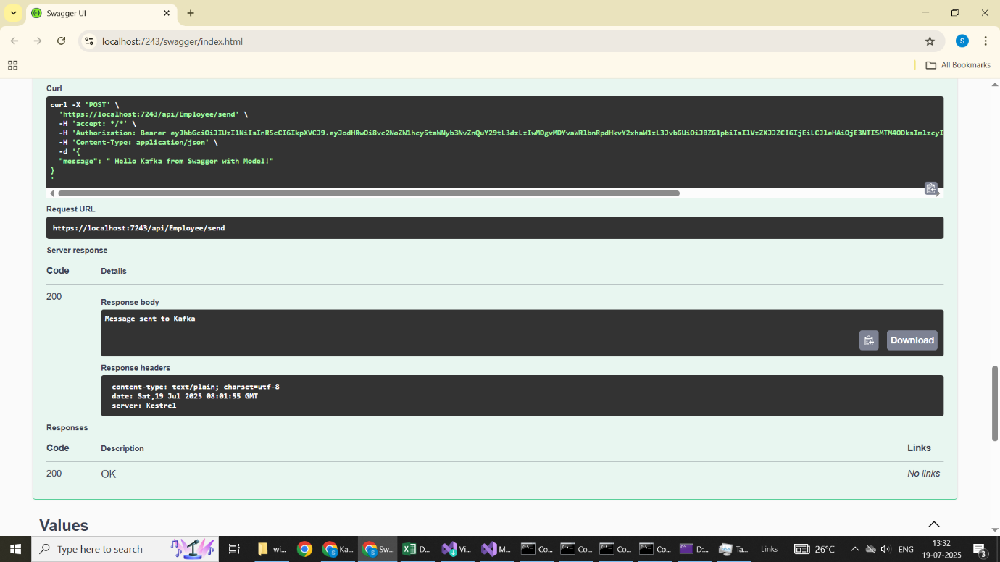 Swagger UI
localhost:7243/swagger/index.html
S
All Bookmarks
Curl
curl -X 'POST' \
'https://localhost:7243/api/Employee/send' \
-H 'accept: */*' \
-H 'Authorization: Bearer
-H 'Content-Type: application/json' \
-d '{
"message": " Hello Kafka from Swagger with Model!"
}
'
Request URL
https://localhost:7243/api/Employee/send
Server response
Code Details
200
Response body
Message sent to Kafka
Download
Response headers
content-type: text/plain; charset=utf-8
date: Sat,19 Jul 2025 08:01:55 GMT
server: Kestrel
Responses
Code Description Links
200 OK No links
Values
Type here to search wi... Ka... Sw... D... Vi... M... Co... Co... Co... Co... D:... Ta... Links 26°C ENG 13:32
19-07-2025 3